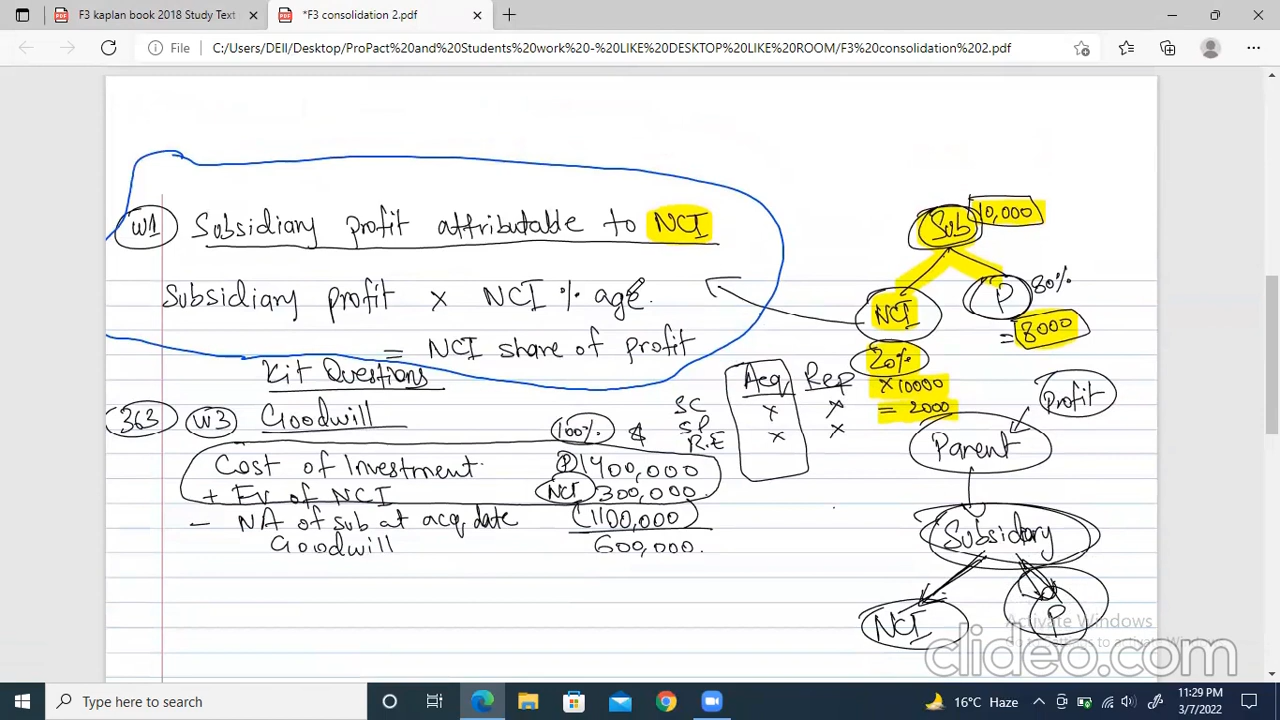 F3 kaplan book 2018 Study Text
*F3 consolidation 2.pdf
File
C:/Users/DEll/Desktop/ProPact%20and%20Students%20work%20-%20LIKE%20DESKTOP%20LIKE%20ROOM/F3%20consolidation%202.pdf
W1 Subsidiary profit attributable to NCI
Subsidiary profit x NCI % age.
= NCI share of profit
Sub 10,000
NCI P 80%
= 8000
20%
x 10000
= 2000
Kit Questions
363 W3 Goodwill
100% $
Cost of Investment P 1400,000
+ FV of NCI NCI 300,000
- NA of sub at acq, date (1100,000)
Goodwill 600,000.
Acq Rep
SC x x
SP
R.E x x
Profit
Parent
Subsidiary
NCI P
Activate Windows
clideo.com
Type here to search
16°C Haze
11:29 PM
3/7/2022